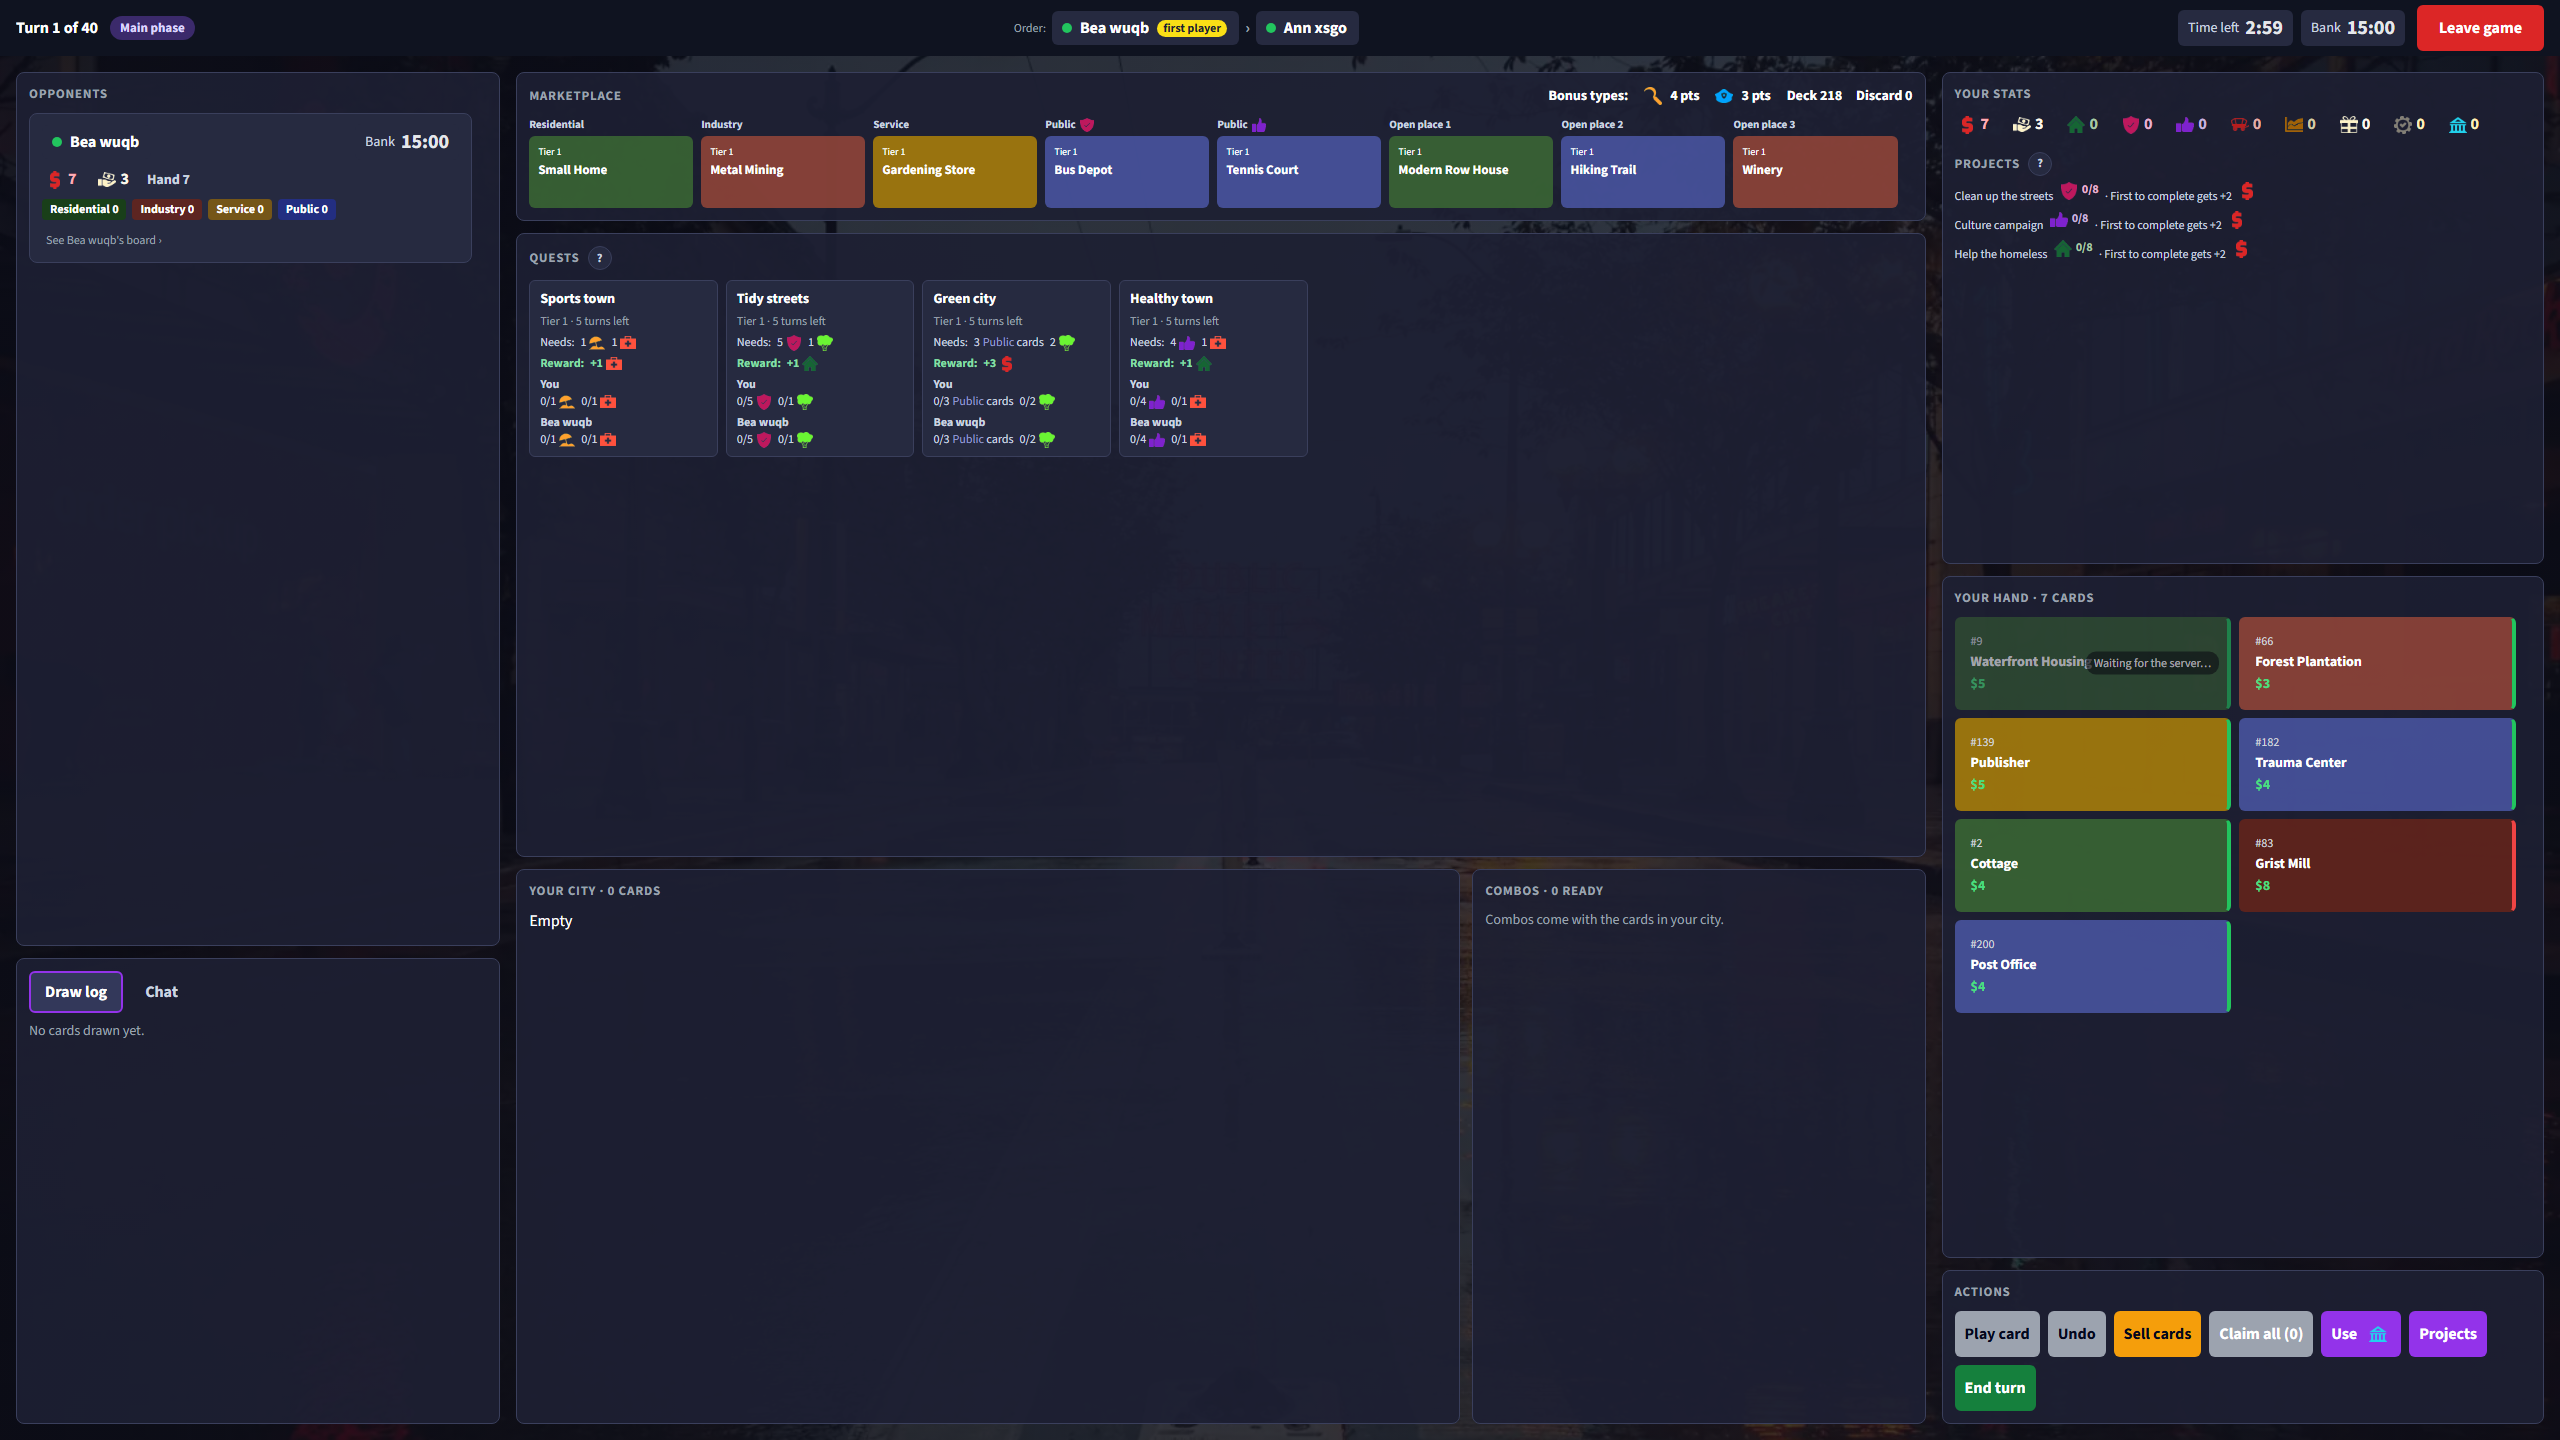 Turn 1 of 40 Main phase
Order: Bea wuqb first player › Ann xsgo
Time left 2:59 Bank 15:00 Leave game
OPPONENTS
Bea wuqb Bank 15:00
7 3 Hand 7
Residential 0 Industry 0 Service 0 Public 0
See Bea wuqb's board ›
Draw log Chat
No cards drawn yet.
MARKETPLACE
Bonus types: 4 pts 3 pts Deck 218 Discard 0
Residential Industry Service Public Public Open place 1 Open place 2 Open place 3
Tier 1 Tier 1 Tier 1 Tier 1 Tier 1 Tier 1 Tier 1 Tier 1
Small Home Metal Mining Gardening Store Bus Depot Tennis Court Modern Row House Hiking Trail Winery
QUESTS ?
Sports town
Tier 1 · 5 turns left
Needs: 1 1
Reward: +1
You
0/1 0/1
Bea wuqb
0/1 0/1
Tidy streets
Tier 1 · 5 turns left
Needs: 5 1
Reward: +1
You
0/5 0/1
Bea wuqb
0/5 0/1
Green city
Tier 1 · 5 turns left
Needs: 3 Public cards 2
Reward: +3
You
0/3 Public cards 0/2
Bea wuqb
0/3 Public cards 0/2
Healthy town
Tier 1 · 5 turns left
Needs: 4 1
Reward: +1
You
0/4 0/1
Bea wuqb
0/4 0/1
YOUR CITY · 0 CARDS
Empty
COMBOS · 0 READY
Combos come with the cards in your city.
YOUR STATS
7 3 0 0 0 0 0 0 0 0
PROJECTS ?
Clean up the streets 0/8 · First to complete gets +2
Culture campaign 0/8 · First to complete gets +2
Help the homeless 0/8 · First to complete gets +2
YOUR HAND · 7 CARDS
#9
Waterfront Housing Waiting for the server…
$5
#66
Forest Plantation
$3
#139
Publisher
$5
#182
Trauma Center
$4
#2
Cottage
$4
#83
Grist Mill
$8
#200
Post Office
$4
ACTIONS
Play card Undo Sell cards Claim all (0) Use Projects
End turn